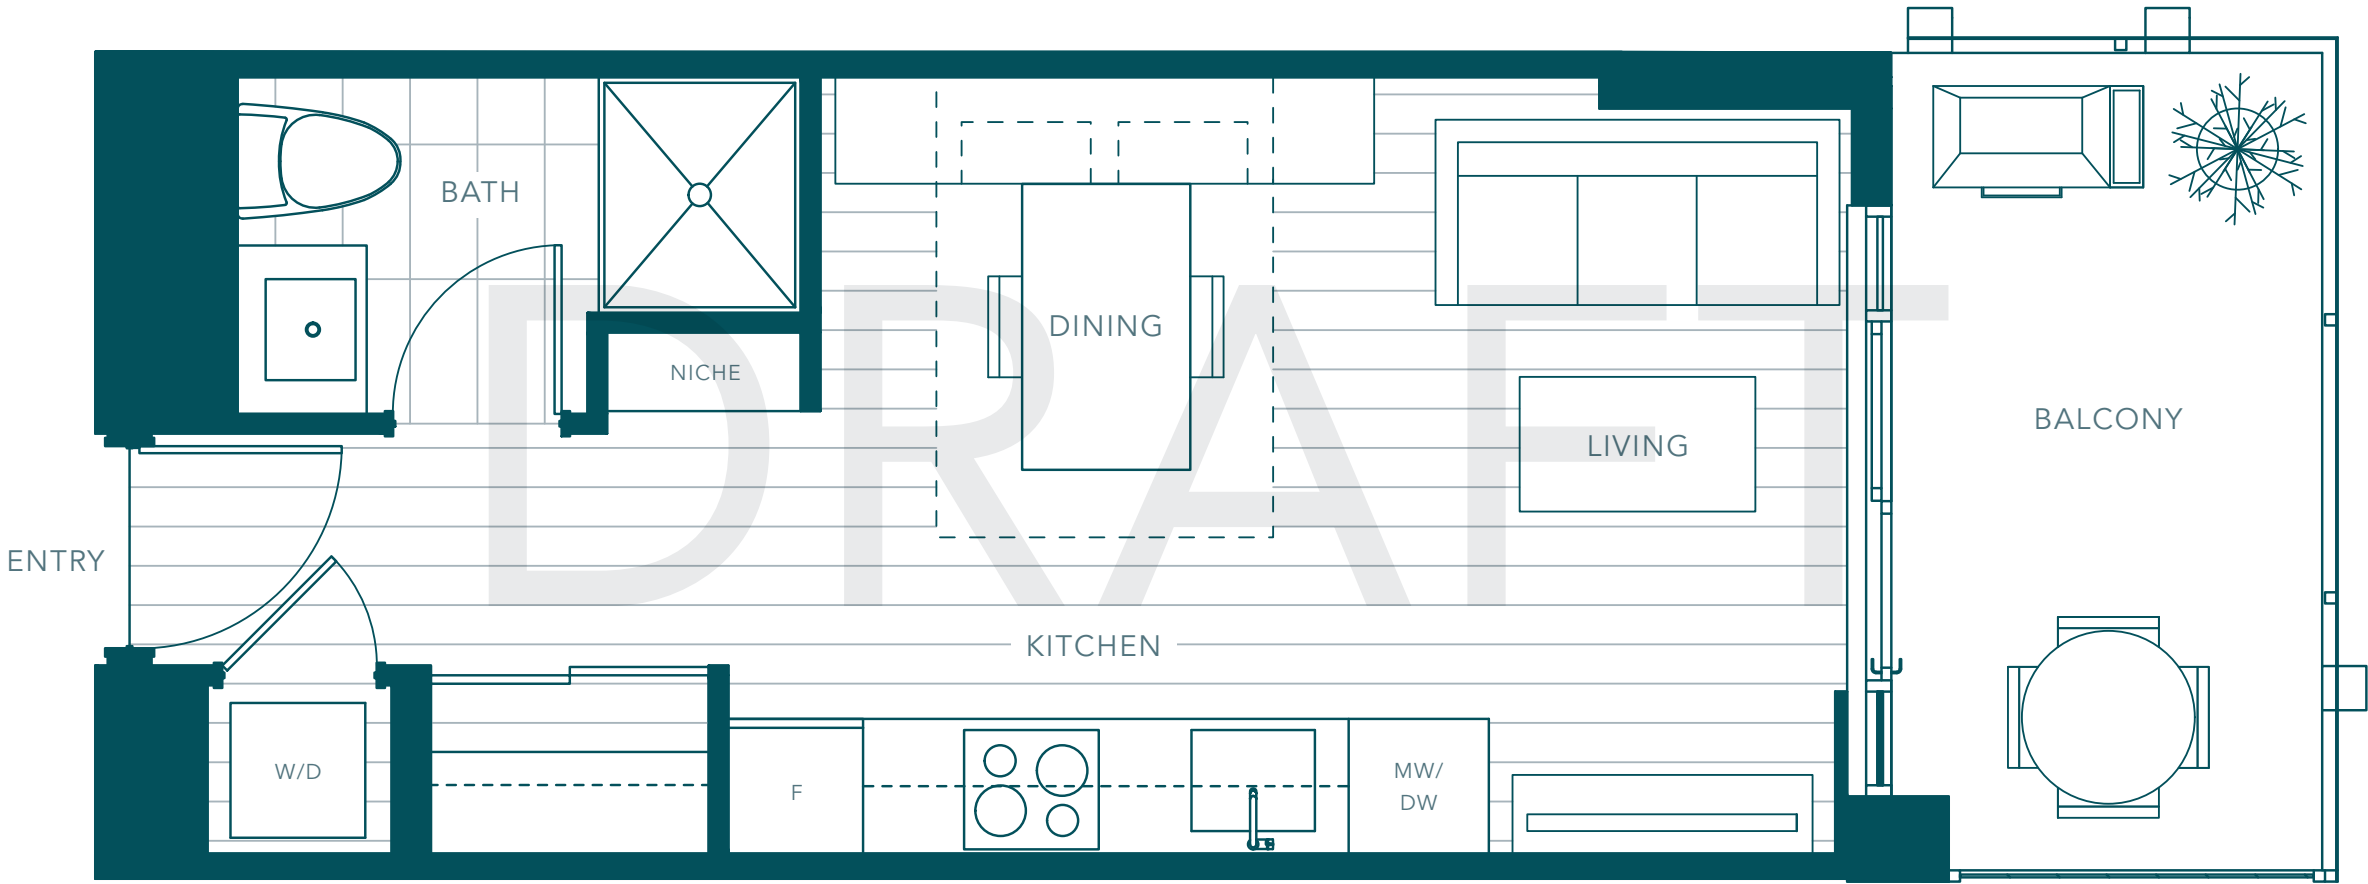 BATH
NICHE
DINING
LIVING
BALCONY
ENTRY
KITCHEN
W/D
F
MW/
DW
DRAFT